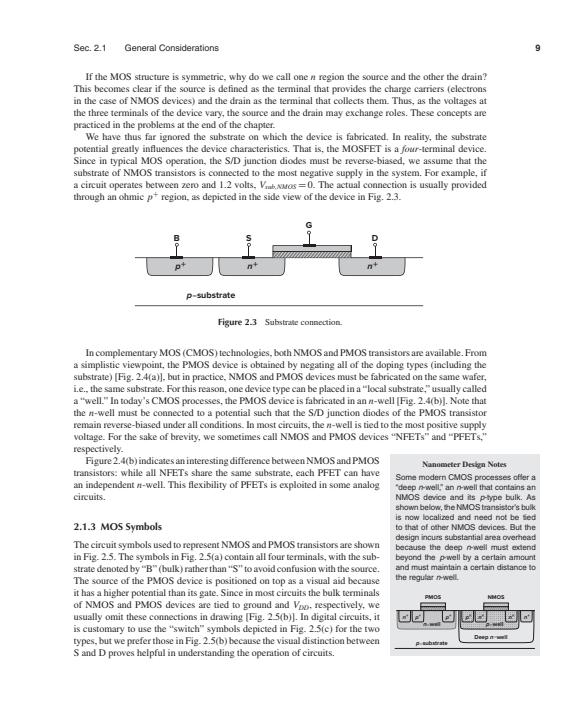 Sec. 2.1 General Considerations 9
If the MOS structure is symmetric, why do we call one n region the source and the other the drain?
This becomes clear if the source is defined as the terminal that provides the charge carriers (electrons
in the case of NMOS devices) and the drain as the terminal that collects them. Thus, as the voltages at
the three terminals of the device vary, the source and the drain may exchange roles. These concepts are
practiced in the problems at the end of the chapter.
We have thus far ignored the substrate on which the device is fabricated. In reality, the substrate
potential greatly influences the device characteristics. That is, the MOSFET is a four-terminal device.
Since in typical MOS operation, the S/D junction diodes must be reverse-biased, we assume that the
substrate of NMOS transistors is connected to the most negative supply in the system. For example, if
a circuit operates between zero and 1.2 volts, Vsub,NMOS = 0. The actual connection is usually provided
through an ohmic p+ region, as depicted in the side view of the device in Fig. 2.3.
G
B S D
p+ n+ n+
p-substrate
Figure 2.3 Substrate connection.
In complementary MOS (CMOS) technologies, both NMOS and PMOS transistors are available. From
a simplistic viewpoint, the PMOS device is obtained by negating all of the doping types (including the
substrate) [Fig. 2.4(a)], but in practice, NMOS and PMOS devices must be fabricated on the same wafer,
i.e., the same substrate. For this reason, one device type can be placed in a “local substrate,” usually called
a “well.” In today’s CMOS processes, the PMOS device is fabricated in an n-well [Fig. 2.4(b)]. Note that
the n-well must be connected to a potential such that the S/D junction diodes of the PMOS transistor
remain reverse-biased under all conditions. In most circuits, the n-well is tied to the most positive supply
voltage. For the sake of brevity, we sometimes call NMOS and PMOS devices “NFETs” and “PFETs,”
respectively.
Figure 2.4(b) indicates an interesting difference between NMOS and PMOS
transistors: while all NFETs share the same substrate, each PFET can have
an independent n-well. This flexibility of PFETs is exploited in some analog
circuits.
2.1.3 MOS Symbols
The circuit symbols used to represent NMOS and PMOS transistors are shown
in Fig. 2.5. The symbols in Fig. 2.5(a) contain all four terminals, with the sub-
strate denoted by “B” (bulk) rather than “S” to avoid confusion with the source.
The source of the PMOS device is positioned on top as a visual aid because
it has a higher potential than its gate. Since in most circuits the bulk terminals
of NMOS and PMOS devices are tied to ground and VDD, respectively, we
usually omit these connections in drawing [Fig. 2.5(b)]. In digital circuits, it
is customary to use the “switch” symbols depicted in Fig. 2.5(c) for the two
types, but we prefer those in Fig. 2.5(b) because the visual distinction between
S and D proves helpful in understanding the operation of circuits.
Nanometer Design Notes
Some modern CMOS processes offer a
“deep n-well,” an n-well that contains an
NMOS device and its p-type bulk. As
shown below, the NMOS transistor’s bulk
is now localized and need not be tied
to that of other NMOS devices. But the
design incurs substantial area overhead
because the deep n-well must extend
beyond the p-well by a certain amount
and must maintain a certain distance to
the regular n-well.
PMOS NMOS
n+ p+ p+ p+ n+ n+ n+
n-well p-well
Deep n-well
p-substrate